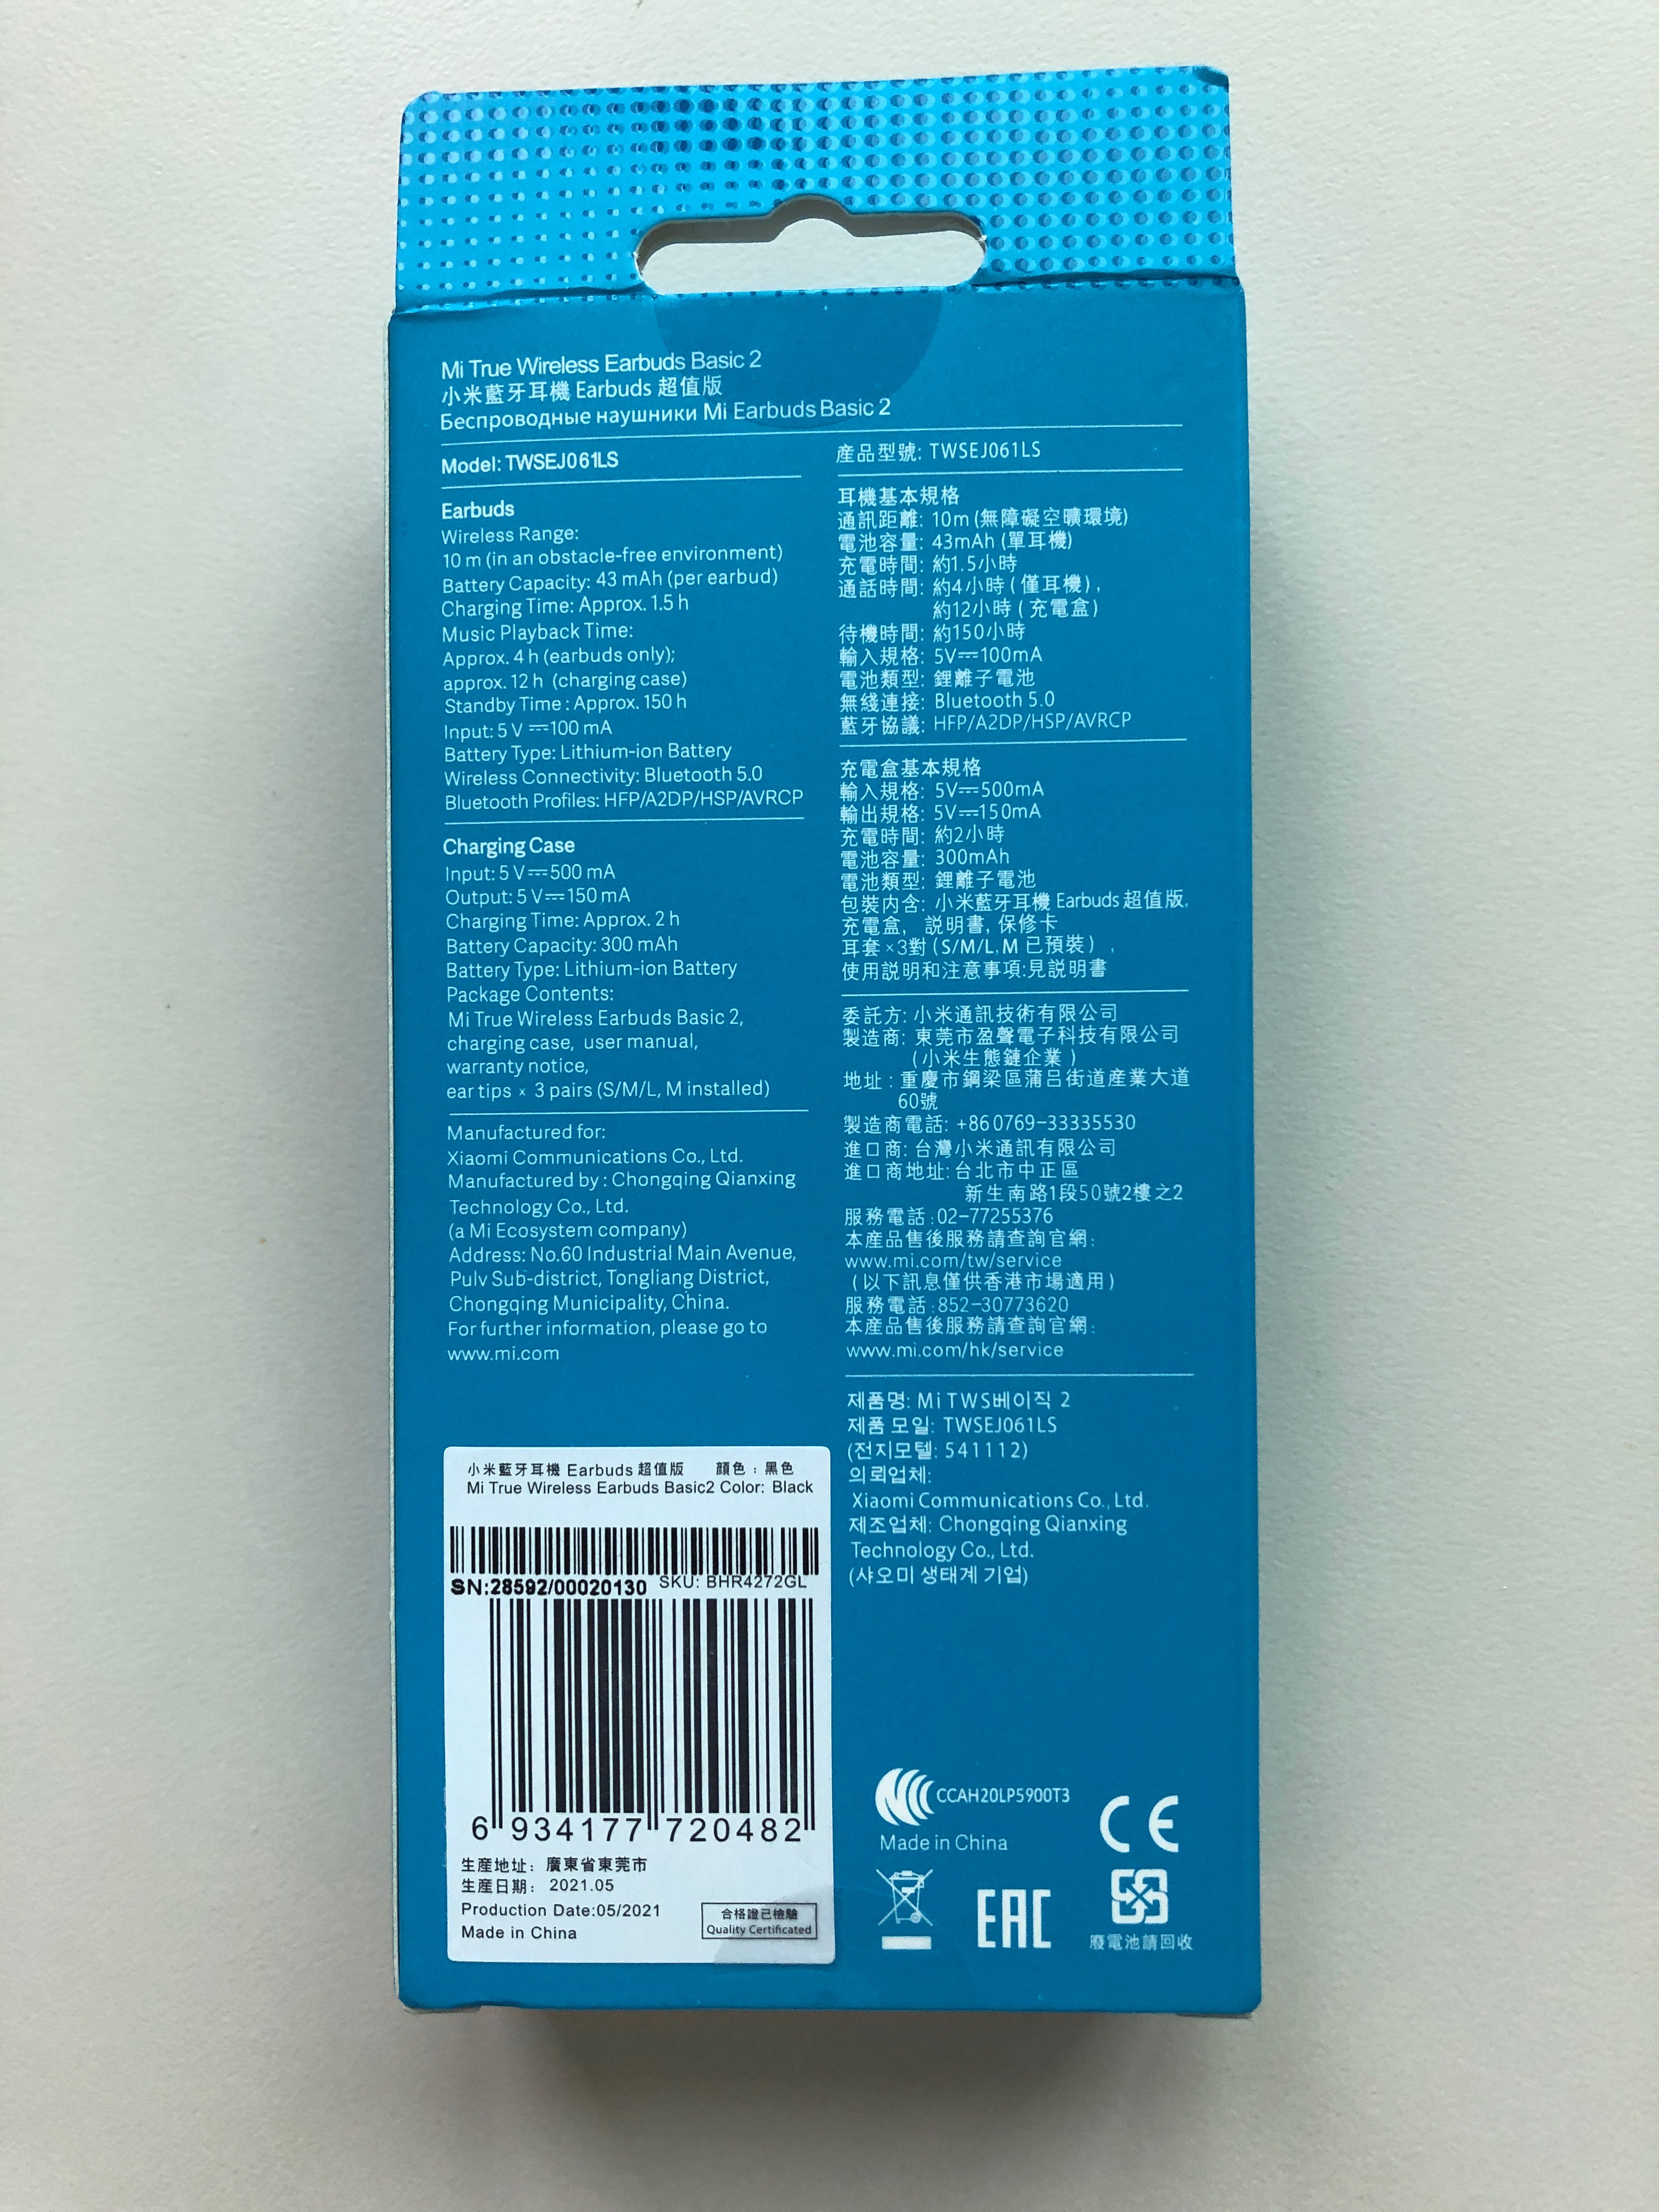 Mi True Wireless Earbuds Basic 2
小米藍牙耳機 Earbuds 超值版
Беспроводные наушники Mi Earbuds Basic 2
Model: TWSEJ061LS
Earbuds
Wireless Range:
10 m (in an obstacle-free environment)
Battery Capacity: 43 mAh (per earbud)
Charging Time: Approx. 1.5 h
Music Playback Time:
Approx. 4 h (earbuds only);
approx. 12 h (charging case)
Standby Time : Approx. 150 h
Input: 5 V ⎓100 mA
Battery Type: Lithium-ion Battery
Wireless Connectivity: Bluetooth 5.0
Bluetooth Profiles: HFP/A2DP/HSP/AVRCP
Charging Case
Input: 5 V⎓500 mA
Output: 5 V⎓150 mA
Charging Time: Approx. 2 h
Battery Capacity: 300 mAh
Battery Type: Lithium-ion Battery
Package Contents:
Mi True Wireless Earbuds Basic 2,
charging case, user manual,
warranty notice,
ear tips × 3 pairs (S/M/L, M installed)
Manufactured for:
Xiaomi Communications Co., Ltd.
Manufactured by : Chongqing Qianxing
Technology Co., Ltd.
(a Mi Ecosystem company)
Address: No.60 Industrial Main Avenue,
Pulv Sub-district, Tongliang District,
Chongqing Municipality, China.
For further information, please go to
www.mi.com
產品型號: TWSEJ061LS
耳機基本規格
通訊距離: 10m (無障礙空曠環境)
電池容量: 43mAh (單耳機)
充電時間: 約1.5小時
通話時間: 約4小時 ( 僅耳機) ,
約12小時 ( 充電盒)
待機時間: 約150小時
輸入規格: 5V⎓100mA
電池類型: 鋰離子電池
無綫連接: Bluetooth 5.0
藍牙協議: HFP/A2DP/HSP/AVRCP
充電盒基本規格
輸入規格: 5V⎓500mA
輸出規格: 5V⎓150mA
充電時間: 約2小時
電池容量: 300mAh
電池類型: 鋰離子電池
包裝内含: 小米藍牙耳機 Earbuds 超值版,
充電盒, 説明書, 保修卡
耳套×3對 (S/M/L, M 已預裝) ,
使用説明和注意事項:見説明書
委託方: 小米通訊技術有限公司
製造商: 東莞市盈聲電子科技有限公司
(小米生態鏈企業 )
地址 : 重慶市銅梁區蒲呂街道産業大道
60號
製造商電話: +86 0769-33335530
進口商: 台灣小米通訊有限公司
進口商地址: 台北市中正區
新生南路1段50號2樓之2
服務電話 :02-77255376
本産品售後服務請查詢官網:
www.mi.com/tw/service
(以下訊息僅供香港市場適用)
服務電話 :852-30773620
本産品售後服務請查詢官網:
www.mi.com/hk/service
제품명: Mi TWS베이직 2
제품 모일: TWSEJ061LS
(전지모텔: 541112)
의뢰업체:
Xiaomi Communications Co., Ltd.
제조업체: Chongqing Qianxing
Technology Co., Ltd.
(샤오미 생태계 기업)
小米藍牙耳機 Earbuds 超值版 顔色 : 黑色
Mi True Wireless Earbuds Basic2 Color: Black
SN:28592/00020130 SKU: BHR4272GL
6 934177 720482
生産地址: 廣東省東莞市
生産日期: 2021.05
Production Date:05/2021
Made in China
合格證已檢驗
Quality Certificated
CCAH20LP5900T3
Made in China
CE
EAC
廢電池請回收